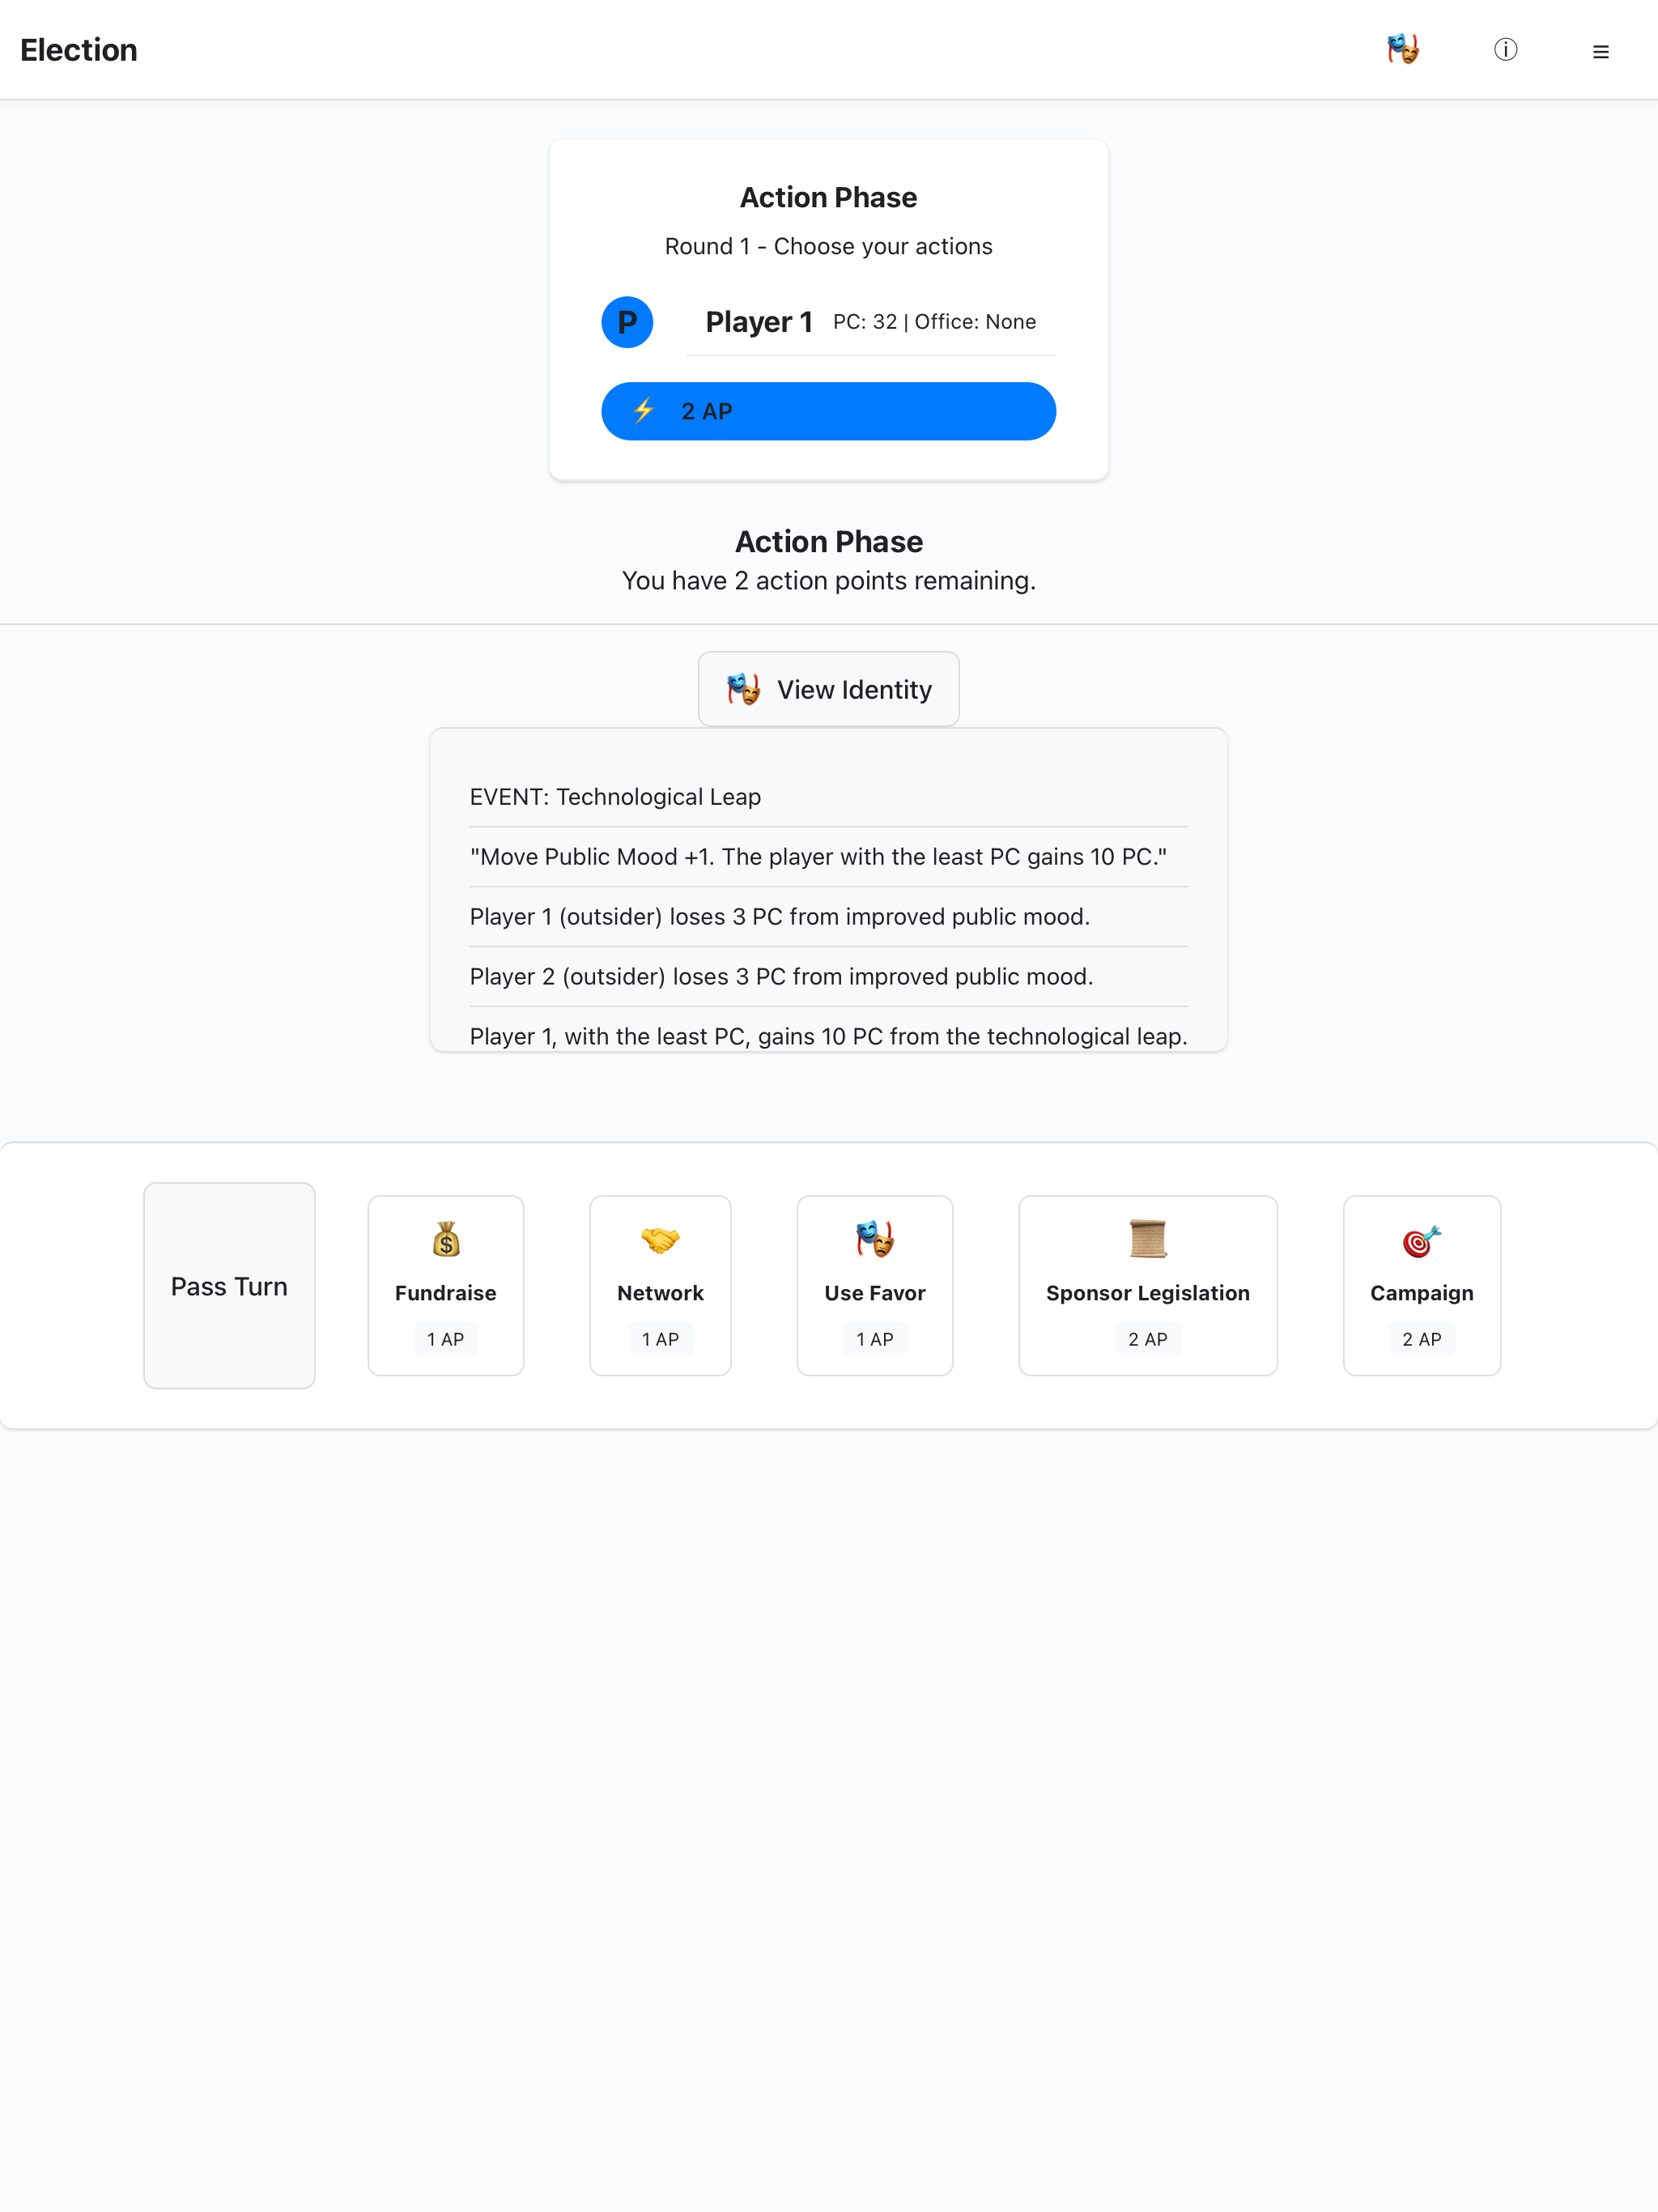 Election
Action Phase
Round 1 - Choose your actions
P
Player 1 PC: 32 | Office: None
2 AP
Action Phase
You have 2 action points remaining.
View Identity
EVENT: Technological Leap
"Move Public Mood +1. The player with the least PC gains 10 PC."
Player 1 (outsider) loses 3 PC from improved public mood.
Player 2 (outsider) loses 3 PC from improved public mood.
Player 1, with the least PC, gains 10 PC from the technological leap.
Pass Turn
Fundraise
1 AP
Network
1 AP
Use Favor
1 AP
Sponsor Legislation
2 AP
Campaign
2 AP